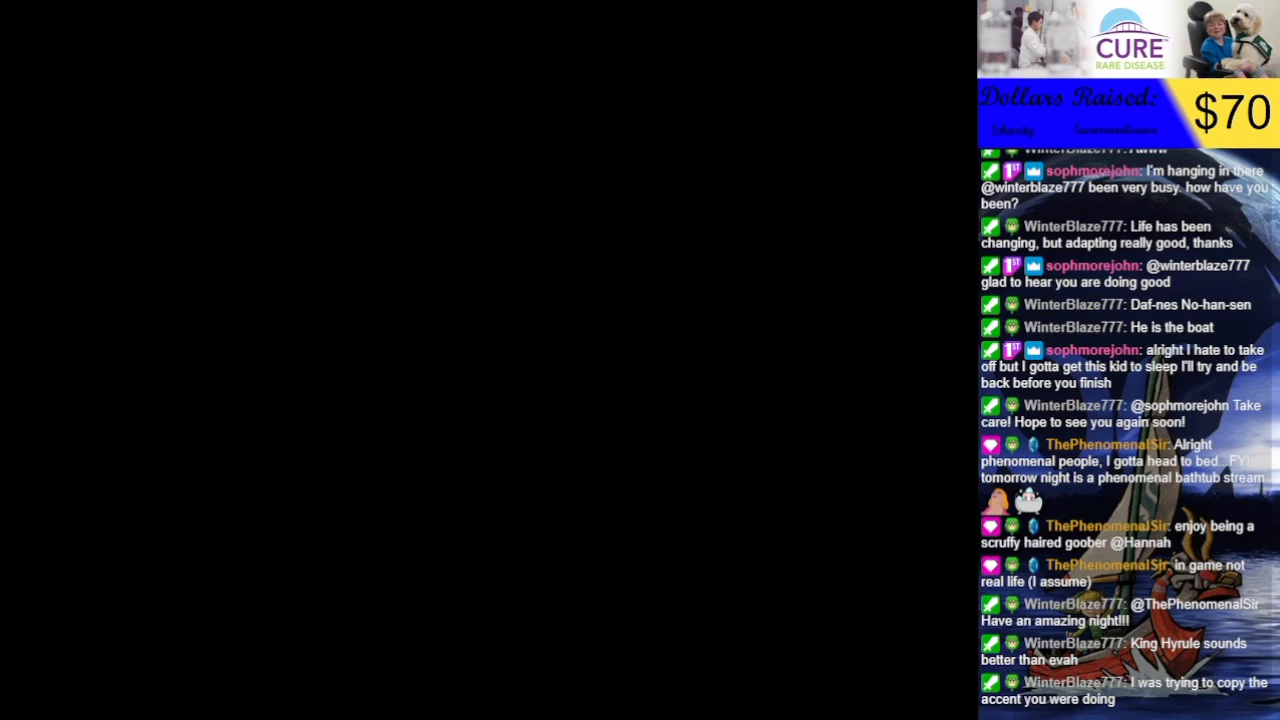 CURE
RARE DISEASE
Dollars Raised:
$70
!charity
WinterBlaze777: Awww
sophmorejohn: I'm hanging in there
@winterblaze777 been very busy. how have you
been?
WinterBlaze777: Life has been
changing, but adapting really good, thanks
sophmorejohn: @winterblaze777
glad to hear you are doing good
WinterBlaze777: Daf-nes No-han-sen
WinterBlaze777: He is the boat
sophmorejohn: alright I hate to take
off but I gotta get this kid to sleep I'll try and be
back before you finish
WinterBlaze777: @sophmorejohn Take
care! Hope to see you again soon!
ThePhenomenalSir: Alright
phenomenal people, I gotta head to bed...FYI
tomorrow night is a phenomenal bathtub stream
ThePhenomenalSir: enjoy being a
scruffy haired goober @Hannah
ThePhenomenalSir: in game not
real life (I assume)
WinterBlaze777: @ThePhenomenalSir
Have an amazing night!!!
WinterBlaze777: King Hyrule sounds
better than evah
WinterBlaze777: I was trying to copy the
accent you were doing